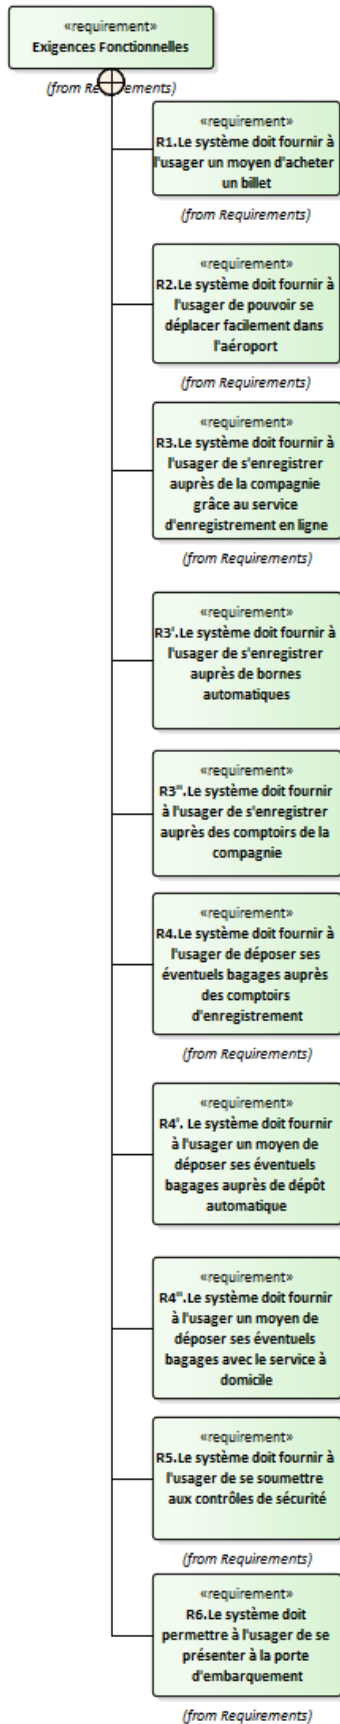 «requirement»
Exigences Fonctionnelles
(from Re ements)
«requirement»
R1.Le système doit fournir à
l'usager un moyen d'acheter
un billet
(from Requirements)
«requirement»
R2.Le système doit fournir à
l'usager de pouvoir se
déplacer facilement dans
l'aéroport
(from Requirements)
«requirement»
R3.Le système doit fournir à
l'usager de s'enregistrer
auprès de la compagnie
grâce au service
d'enregistrement en ligne
(from Requirements)
«requirement»
R3'.Le système doit fournir à
l'usager de s'enregistrer
auprès de bornes
automatiques
«requirement»
R3''.Le système doit fournir
à l'usager de s'enregistrer
auprès des comptoirs de la
compagnie
«requirement»
R4.Le système doit fournir à
l'usager de déposer ses
éventuels bagages auprès
des comptoirs
d'enregistrement
(from Requirements)
«requirement»
R4'. Le système doit fournir
à l'usager un moyen de
déposer ses éventuels
bagages auprès de dépôt
automatique
«requirement»
R4''.Le système doit fournir
à l'usager un moyen de
déposer ses éventuels
bagages avec le service à
domicile
«requirement»
R5.Le système doit fournir à
l'usager de se soumettre
aux contrôles de sécurité
(from Requirements)
«requirement»
R6.Le système doit
permettre à l'usager de se
présenter à la porte
d'embarquement
(from Requirements)